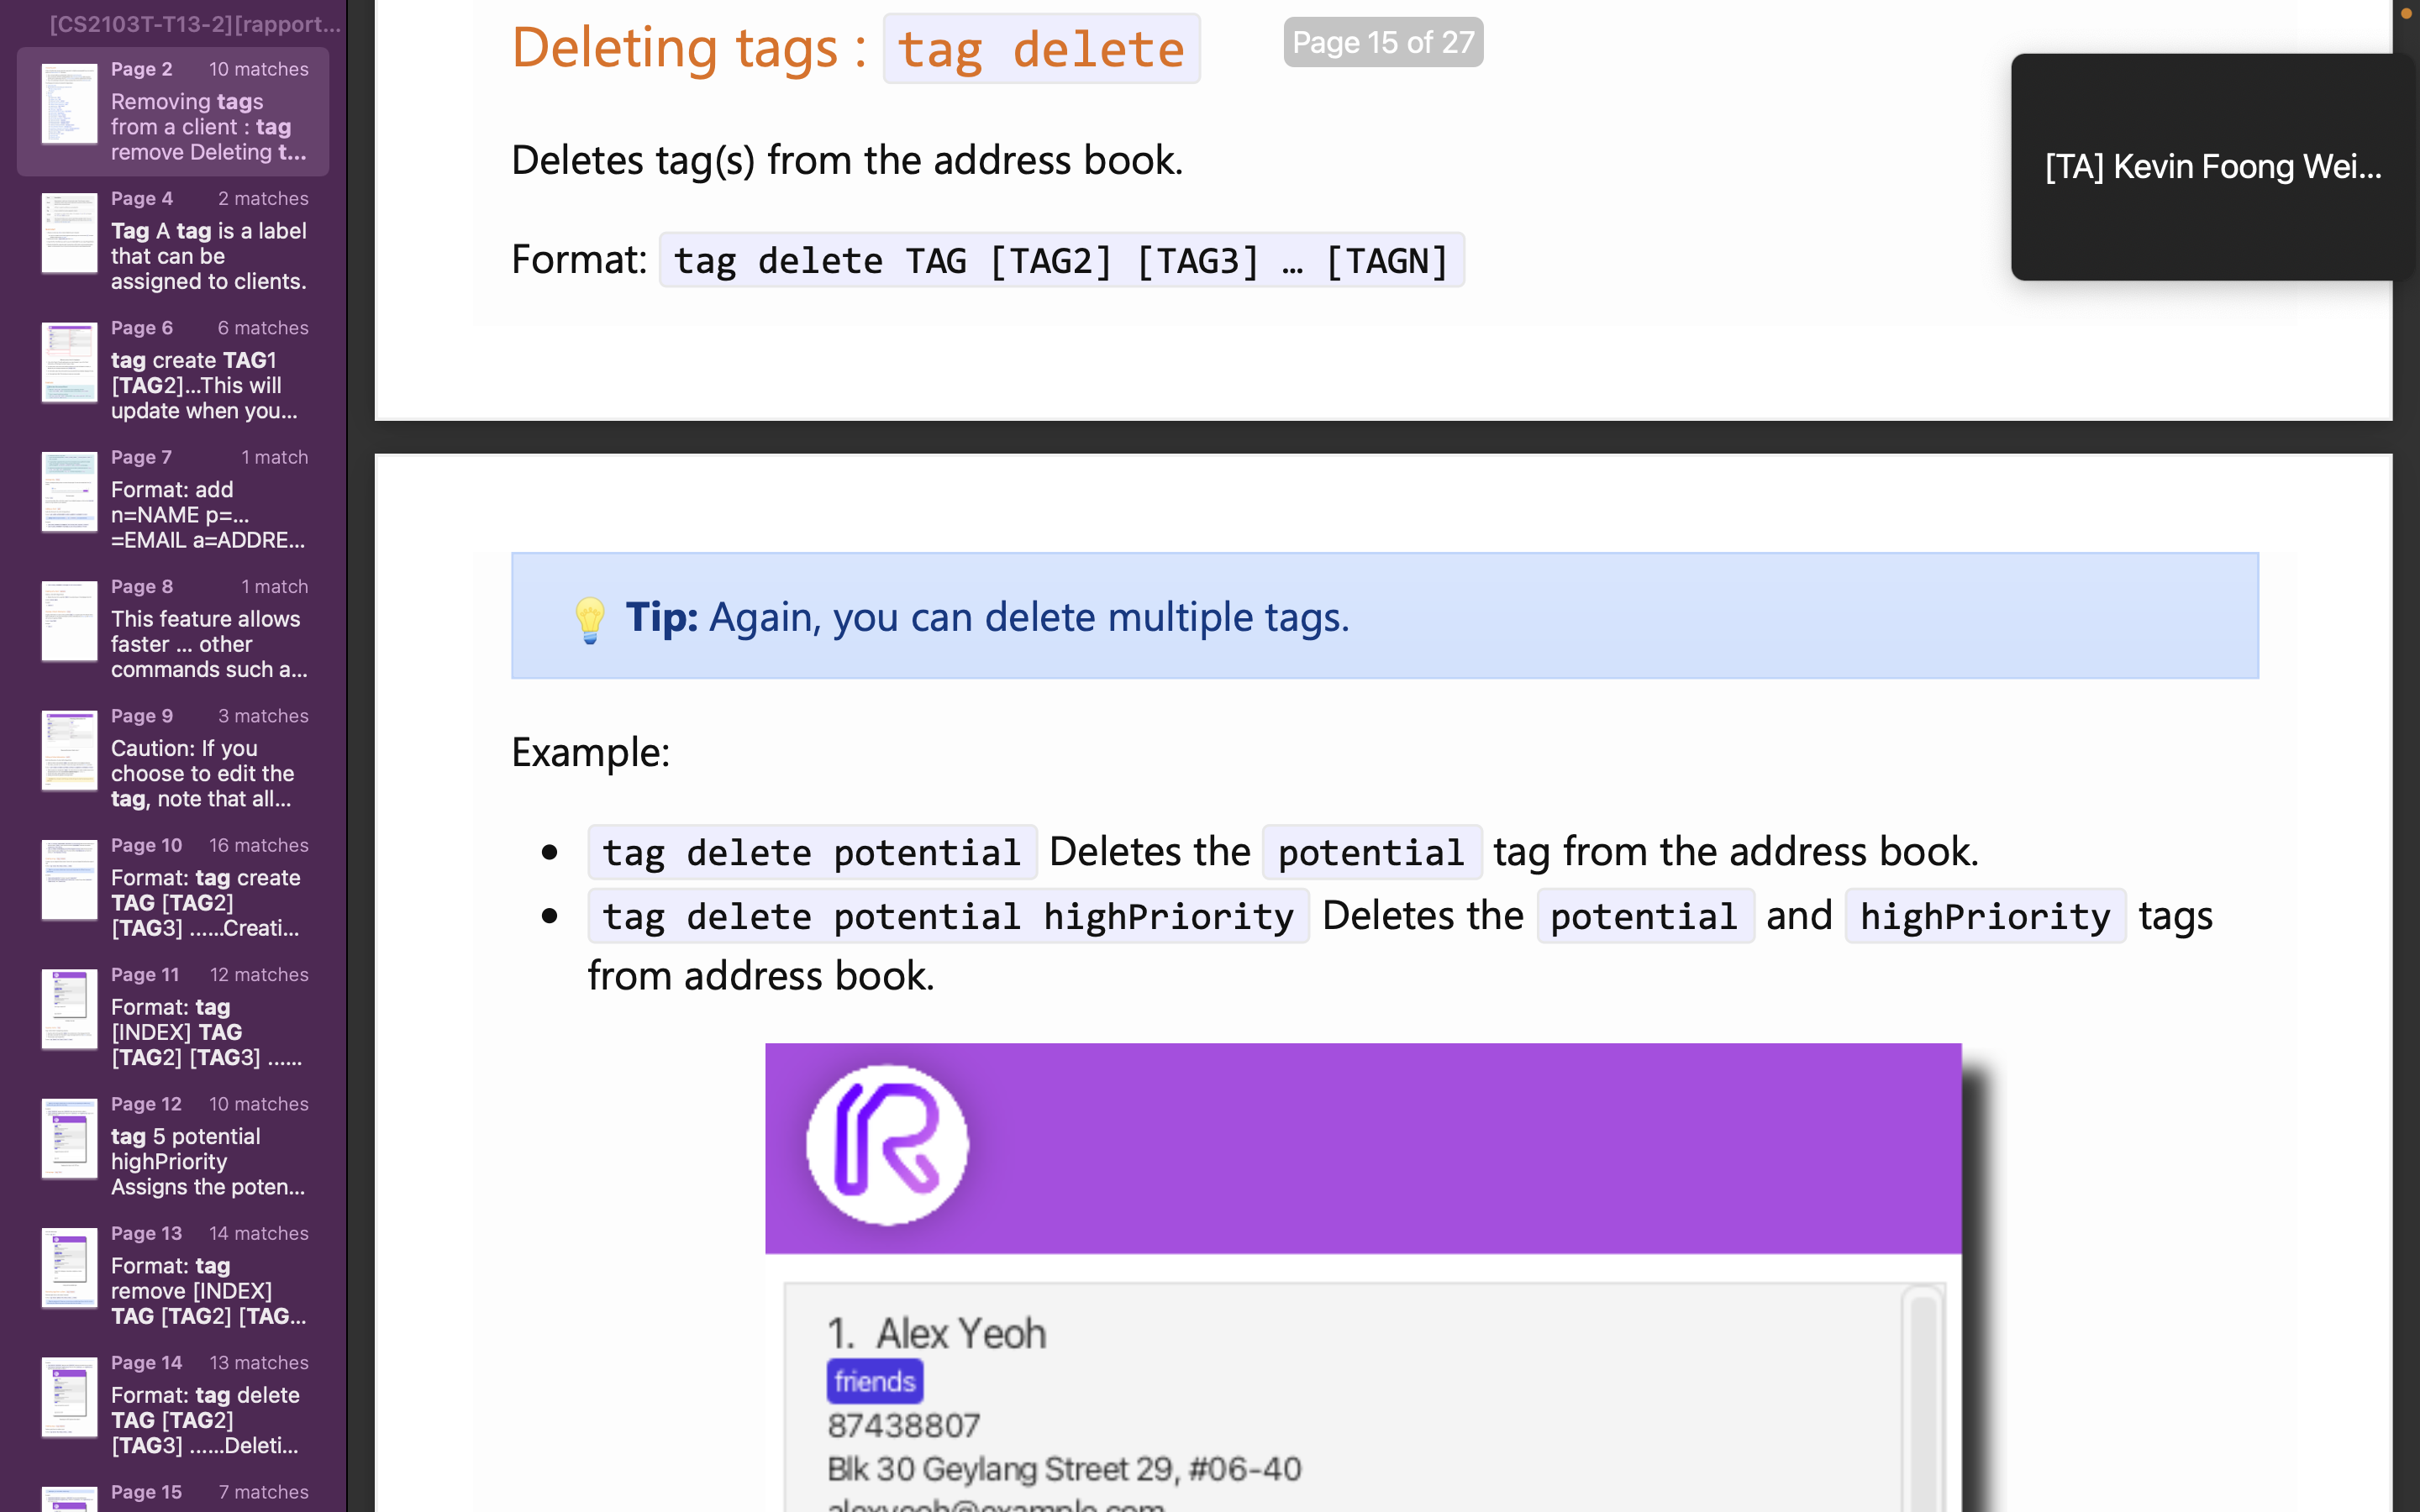 [CS2103T-T13-2][rapport...
Page 2 10 matches
Removing tags
from a client : tag
remove Deleting t...
Page 4 2 matches
Tag A tag is a label
that can be
assigned to clients.
Page 6 6 matches
tag create TAG1
[TAG2]...This will
update when you...
Page 7 1 match
Format: add
n=NAME p=...
=EMAIL a=ADDRE...
Page 8 1 match
This feature allows
faster ... other
commands such a...
Page 9 3 matches
Caution: If you
choose to edit the
tag, note that all...
Page 10 16 matches
Format: tag create
TAG [TAG2]
[TAG3] ......Creati...
Page 11 12 matches
Format: tag
[INDEX] TAG
[TAG2] [TAG3] ......
Page 12 10 matches
tag 5 potential
highPriority
Assigns the poten...
Page 13 14 matches
Format: tag
remove [INDEX]
TAG [TAG2] [TAG...
Page 14 13 matches
Format: tag delete
TAG [TAG2]
[TAG3] ......Deleti...
Page 15 7 matches
Deleting tags : tag delete
Page 15 of 27
[TA] Kevin Foong Wei...
Deletes tag(s) from the address book.
Format: tag delete TAG [TAG2] [TAG3] … [TAGN]
Tip: Again, you can delete multiple tags.
Example:
• tag delete potential Deletes the potential tag from the address book.
• tag delete potential highPriority Deletes the potential and highPriority tags
from address book.
R
1. Alex Yeoh
friends
87438807
Blk 30 Geylang Street 29, #06-40
alexyeoh@example.com